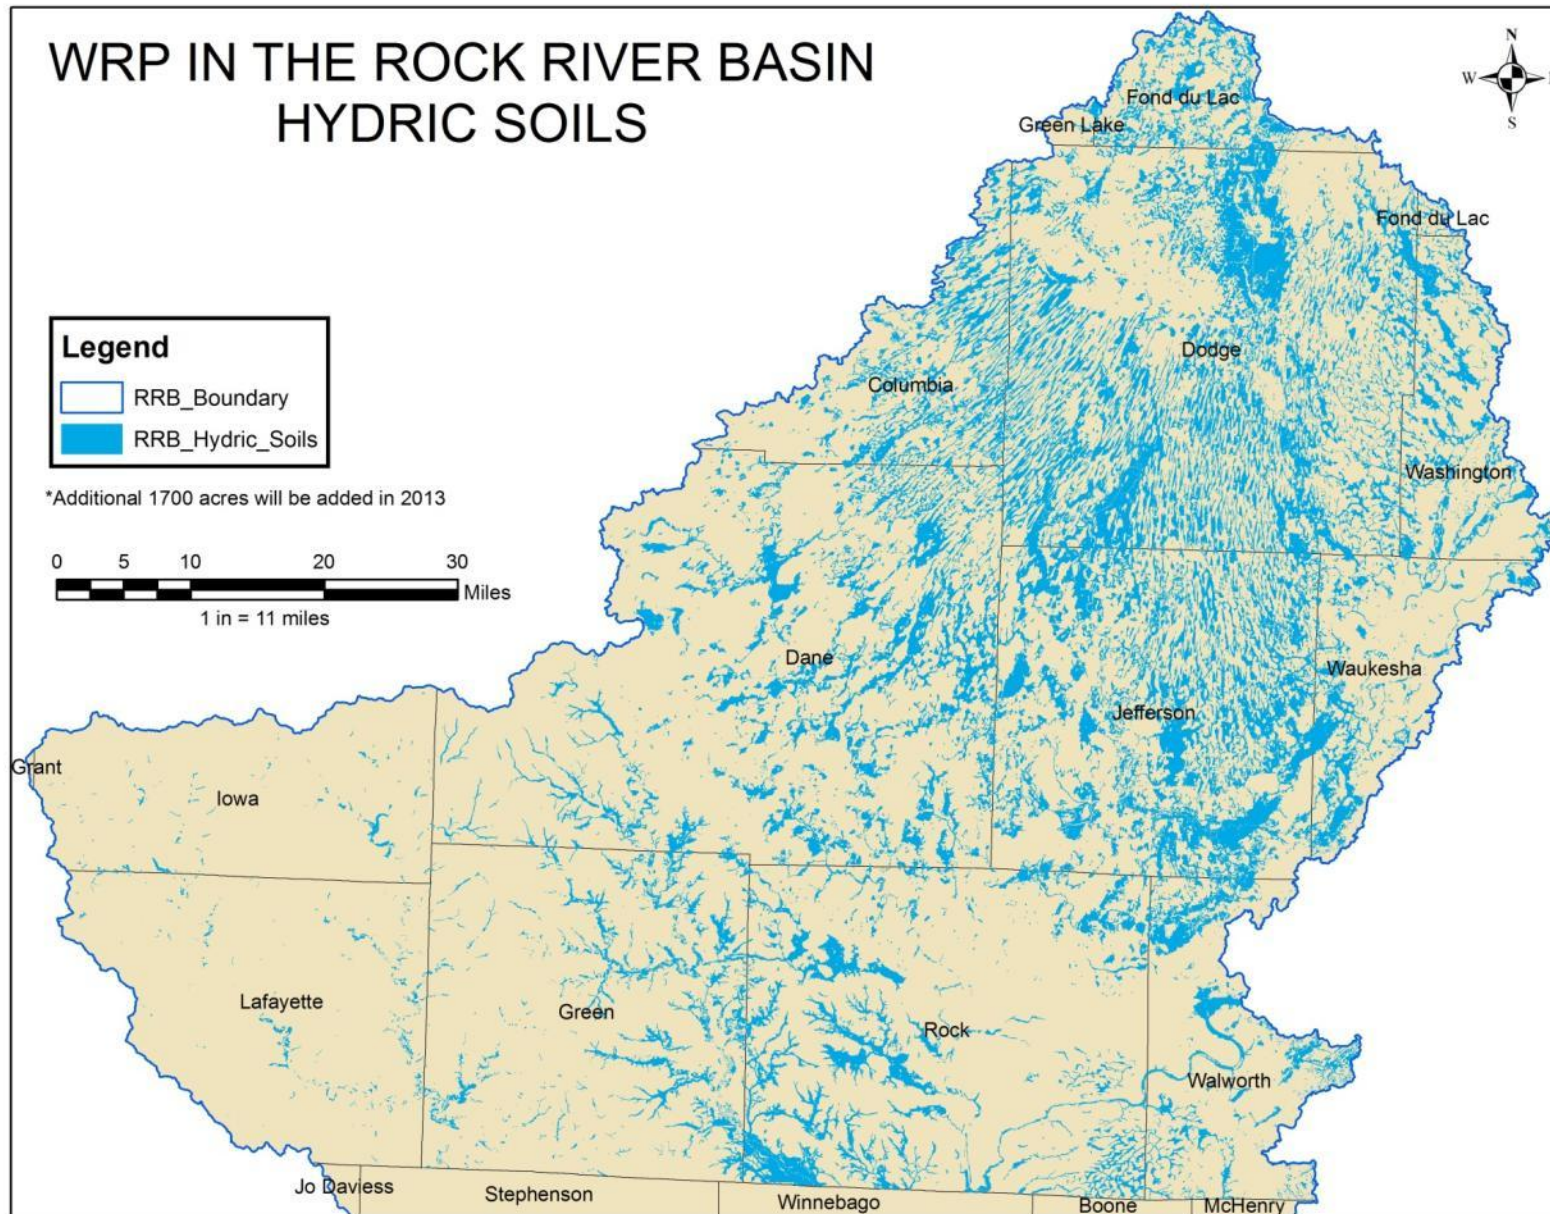 WRP IN THE ROCK RIVER BASIN
HYDRIC SOILS
N
W
S
Fond du Lac
Green Lake
Fond du Lac
Legend
RRB_Boundary
RRB_Hydric_Soils
*Additional 1700 acres will be added in 2013
0 5 10 20 30
Miles
1 in = 11 miles
Dodge
Columbia
Washington
Dane
Waukesha
Jefferson
Grant
Iowa
Lafayette
Green
Rock
Walworth
Jo Daviess
Stephenson
Winnebago
Boone
McHenry